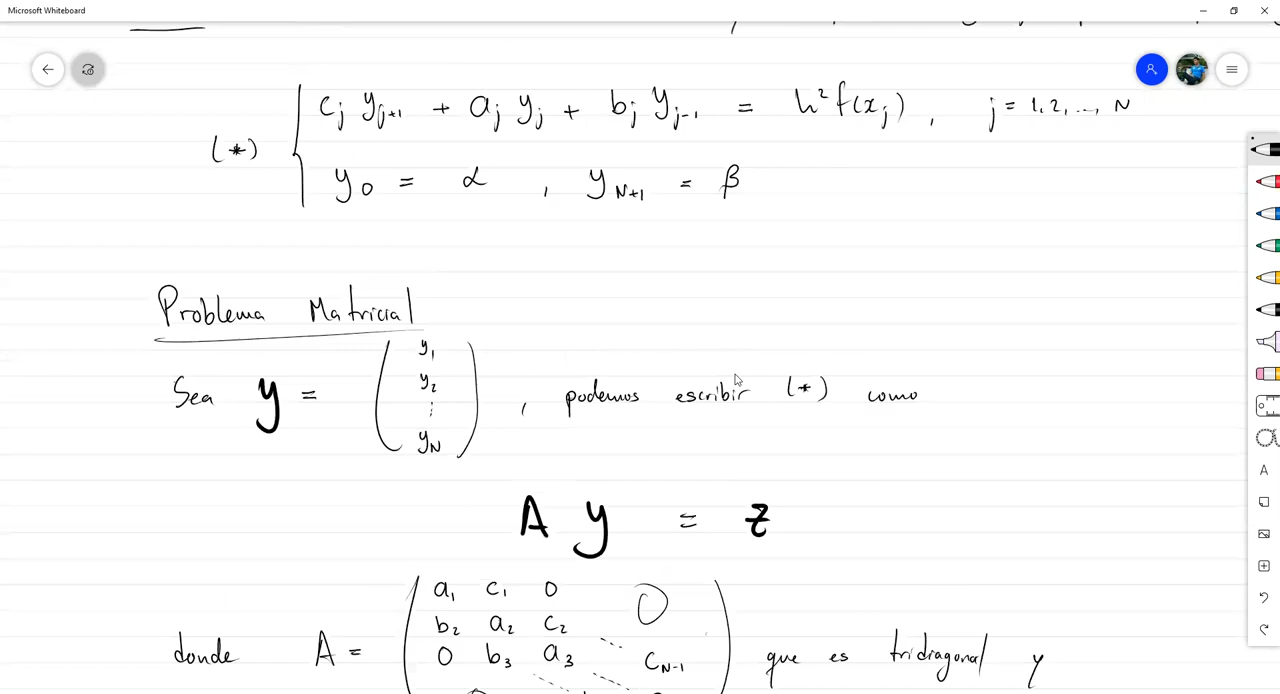 Microsoft Whiteboard
(*) { c_j y_{j+1} + a_j y_j + b_j y_{j-1} = h² f(x_j) , j = 1, 2, ..., N
y_0 = α , y_{N+1} = β
Problema Matricial
Sea y = ( y_1 y_2 ⋮ y_N ) , podemos escribir (*) como
A y = z
a_1 c_1 0 0
b_2 a_2 c_2
donde A = ( 0 b_3 a_3 c_{N-1} ) que es tridiagonal y
A